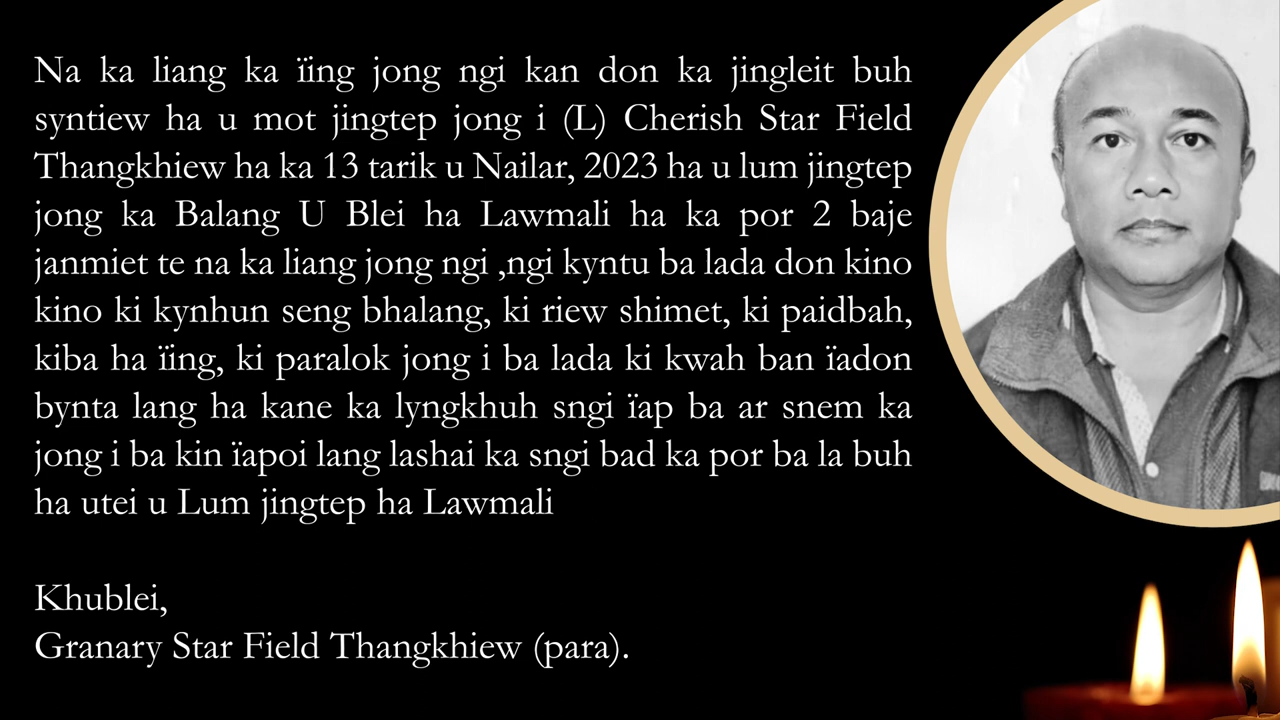 Na ka liang ka ïing jong ngi kan don ka jingleit buh
syntiew ha u mot jingtep jong i (L) Cherish Star Field
Thangkhiew ha ka 13 tarik u Nailar, 2023 ha u lum jingtep
jong ka Balang U Blei ha Lawmali ha ka por 2 baje
janmiet te na ka liang jong ngi ,ngi kyntu ba lada don kino
kino ki kynhun seng bhalang, ki riew shimet, ki paidbah,
kiba ha ïing, ki paralok jong i ba lada ki kwah ban ïadon
bynta lang ha kane ka lyngkhuh sngi ïap ba ar snem ka
jong i ba kin ïapoi lang lashai ka sngi bad ka por ba la buh
ha utei u Lum jingtep ha Lawmali
Khublei,
Granary Star Field Thangkhiew (para).